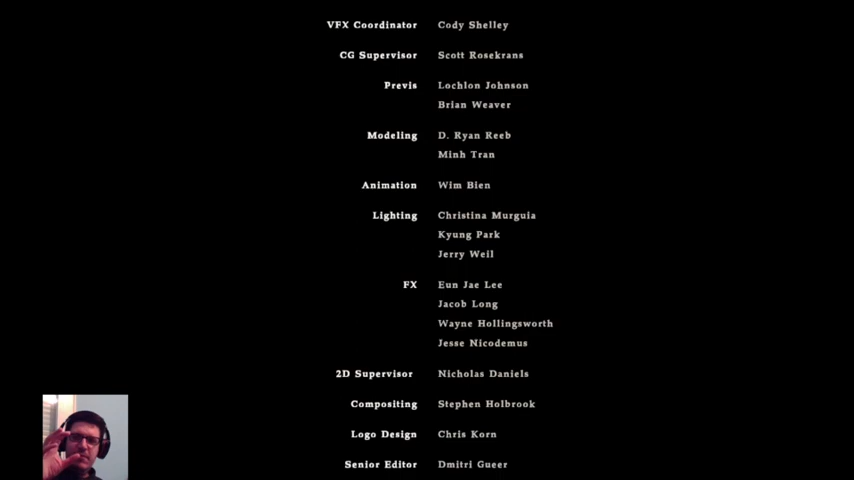 VFX Coordinator Cody Shelley
CG Supervisor Scott Rosekrans
Previs Lochlon Johnson
Brian Weaver
Modeling D. Ryan Reeb
Minh Tran
Animation Wim Bien
Lighting Christina Murguia
Kyung Park
Jerry Weil
FX Eun Jae Lee
Jacob Long
Wayne Hollingsworth
Jesse Nicodemus
2D Supervisor Nicholas Daniels
Compositing Stephen Holbrook
Logo Design Chris Korn
Senior Editor Dmitri Gueer